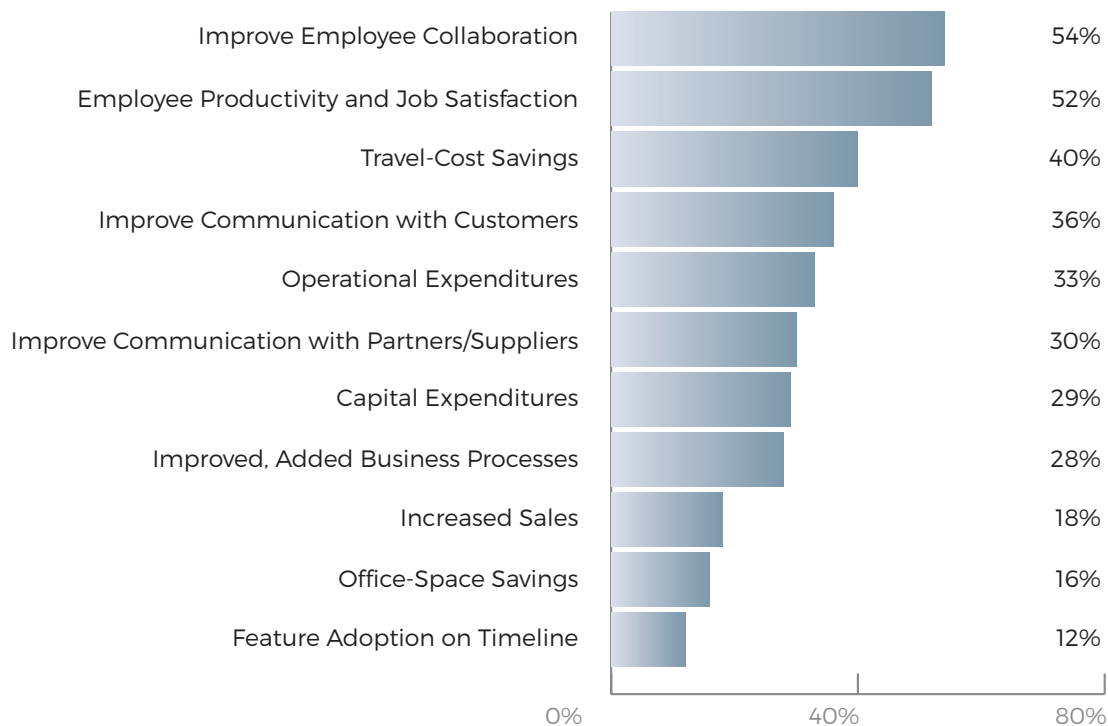 Improve Employee Collaboration 54%
Employee Productivity and Job Satisfaction 52%
Travel-Cost Savings 40%
Improve Communication with Customers 36%
Operational Expenditures 33%
Improve Communication with Partners/Suppliers 30%
Capital Expenditures 29%
Improved, Added Business Processes 28%
Increased Sales 18%
Office-Space Savings 16%
Feature Adoption on Timeline 12%
0% 40% 80%